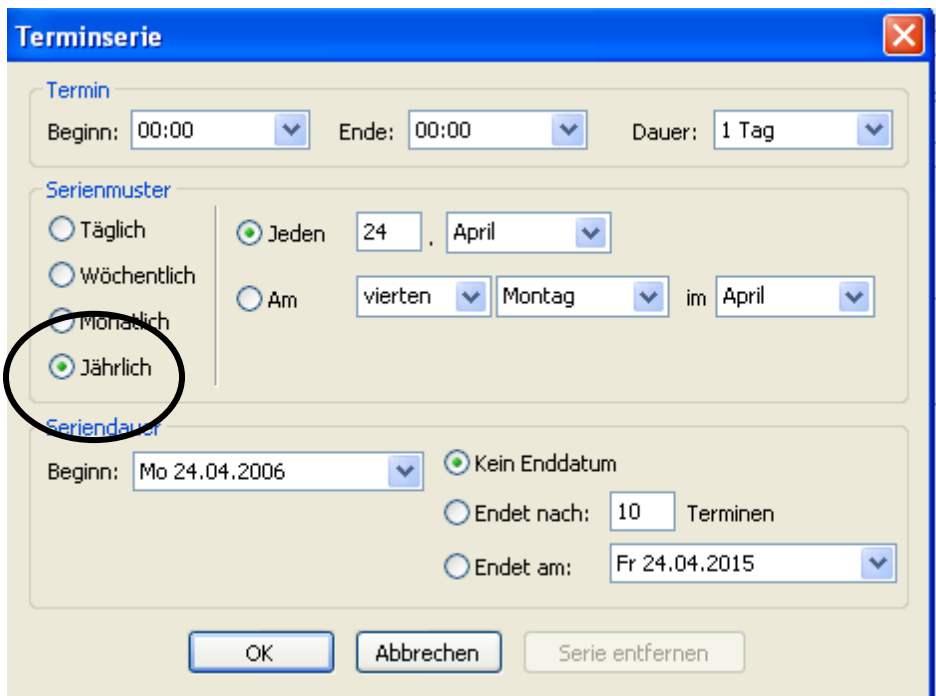 Terminserie
Termin
Beginn: 00:00 Ende: 00:00 Dauer: 1 Tag
Serienmuster
Täglich
Jeden 24 . April
Wöchentlich
Am vierten Montag im April
Monatlich
Jährlich
Seriendauer
Beginn: Mo 24.04.2006
Kein Enddatum
Endet nach: 10 Terminen
Endet am: Fr 24.04.2015
OK Abbrechen Serie entfernen